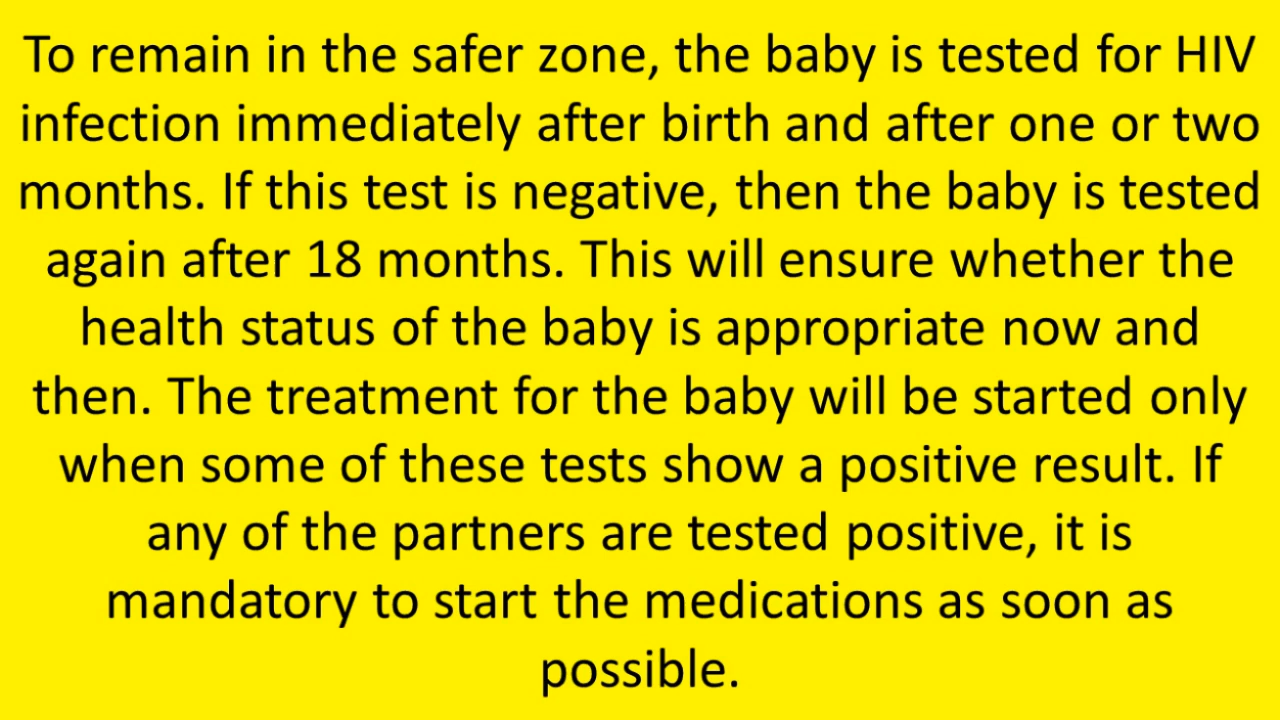 To remain in the safer zone, the baby is tested for HIV
infection immediately after birth and after one or two
months. If this test is negative, then the baby is tested
again after 18 months. This will ensure whether the
health status of the baby is appropriate now and
then. The treatment for the baby will be started only
when some of these tests show a positive result. If
any of the partners are tested positive, it is
mandatory to start the medications as soon as
possible.